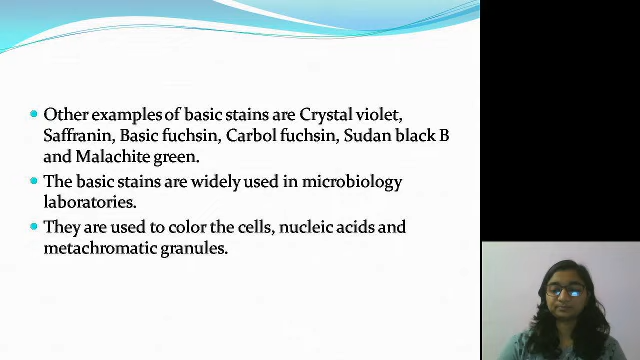 Other examples of basic stains are Crystal violet,
Saffranin, Basic fuchsin, Carbol fuchsin, Sudan black B
and Malachite green.
The basic stains are widely used in microbiology
laboratories.
They are used to color the cells, nucleic acids and
metachromatic granules.